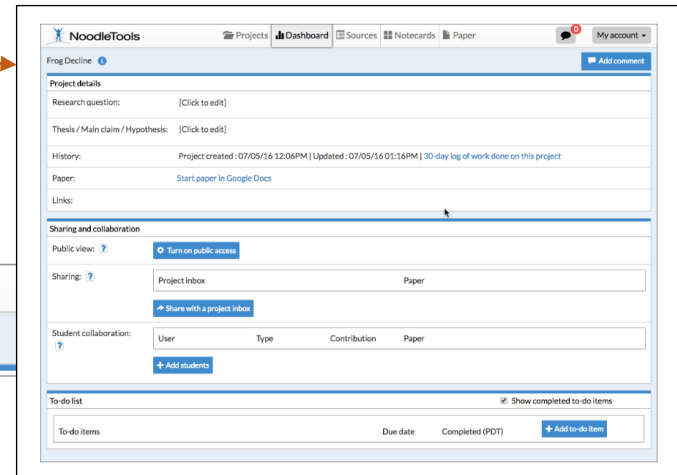 NoodleTools Projects Dashboard Sources Notecards Paper 0 My account
Frog Decline Add comment
Project details
Research question: [Click to edit]
Thesis / Main claim / Hypothesis: [Click to edit]
History: Project created : 07/05/16 12:06PM | Updated : 07/05/16 01:16PM | 30-day log of work done on this project
Paper: Start paper in Google Docs
Links:
Sharing and collaboration
Public view: ? Turn on public access
Sharing: ? Project inbox Paper
Share with a project inbox
Student collaboration: ? User Type Contribution Paper
Add students
To-do list Show completed to-do items
To-do items Due date Completed (PDT) Add to-do item